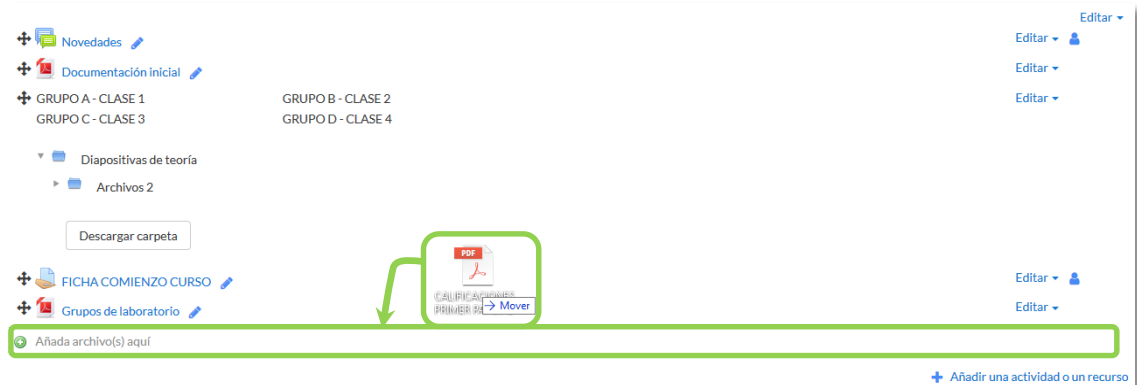 Editar
Novedades Editar
Documentación inicial Editar
GRUPO A - CLASE 1 GRUPO B - CLASE 2 Editar
GRUPO C - CLASE 3 GRUPO D - CLASE 4
Diapositivas de teoría
Archivos 2
Descargar carpeta
PDF
FICHA COMIENZO CURSO Editar
CALIFICACIONES
PRIMER Mover
Grupos de laboratorio Editar
Añada archivo(s) aquí
Añadir una actividad o un recurso